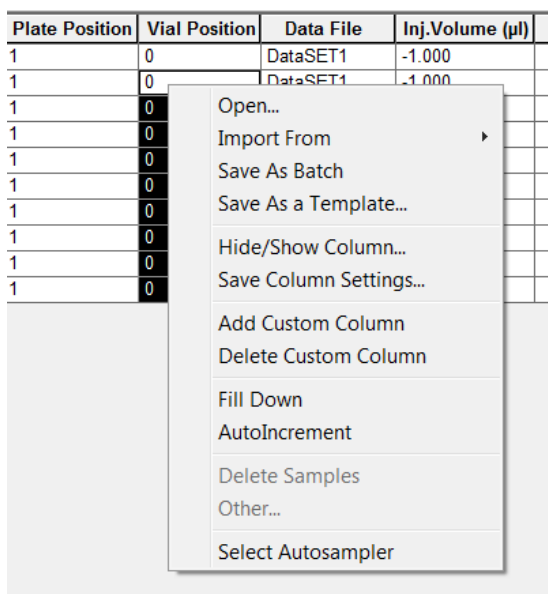 Plate Position Vial Position Data File Inj.Volume (µl)
1 0 DataSET1 -1.000
1 0 DataSET1 -1.000
1 0
1 0
1 0
1 0
1 0
1 0
1 0
1 0
Open...
Import From
Save As Batch
Save As a Template...
Hide/Show Column...
Save Column Settings...
Add Custom Column
Delete Custom Column
Fill Down
AutoIncrement
Delete Samples
Other...
Select Autosampler